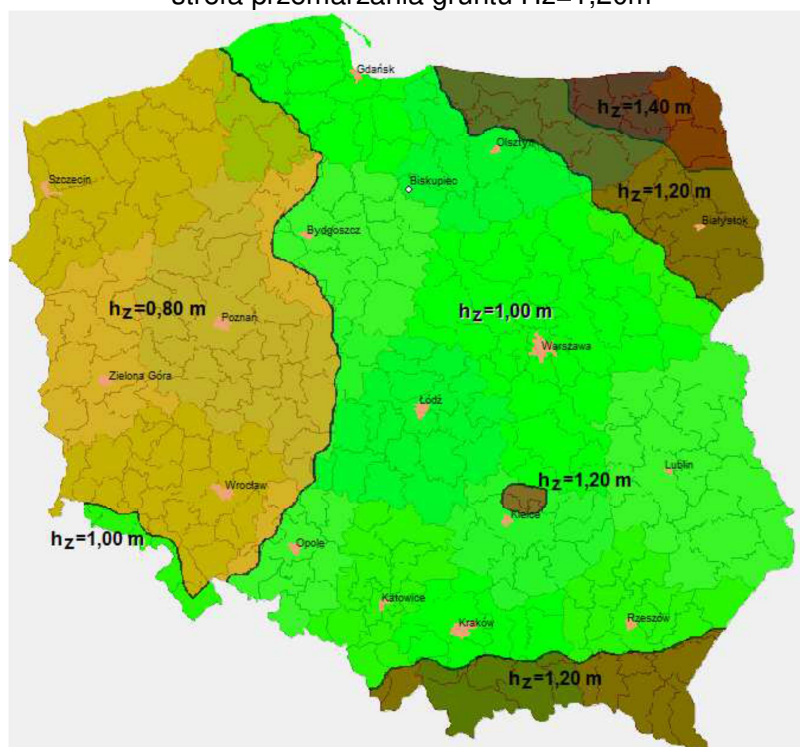 strefa przemarzania gruntu Hz=1,20m
Gdańsk
hz=1,40 m
Olsztyn
Szczecin
Biskupiec
hz=1,20 m
Białystok
Bydgoszcz
hz=0,80 m
Poznań
hz=1,00 m
Warszawa
Zielona Góra
Łódź
Wrocław
hz=1,20 m
Lublin
Kielce
hz=1,00 m
Opole
Katowice
Kraków
Rzeszów
hz=1,20 m